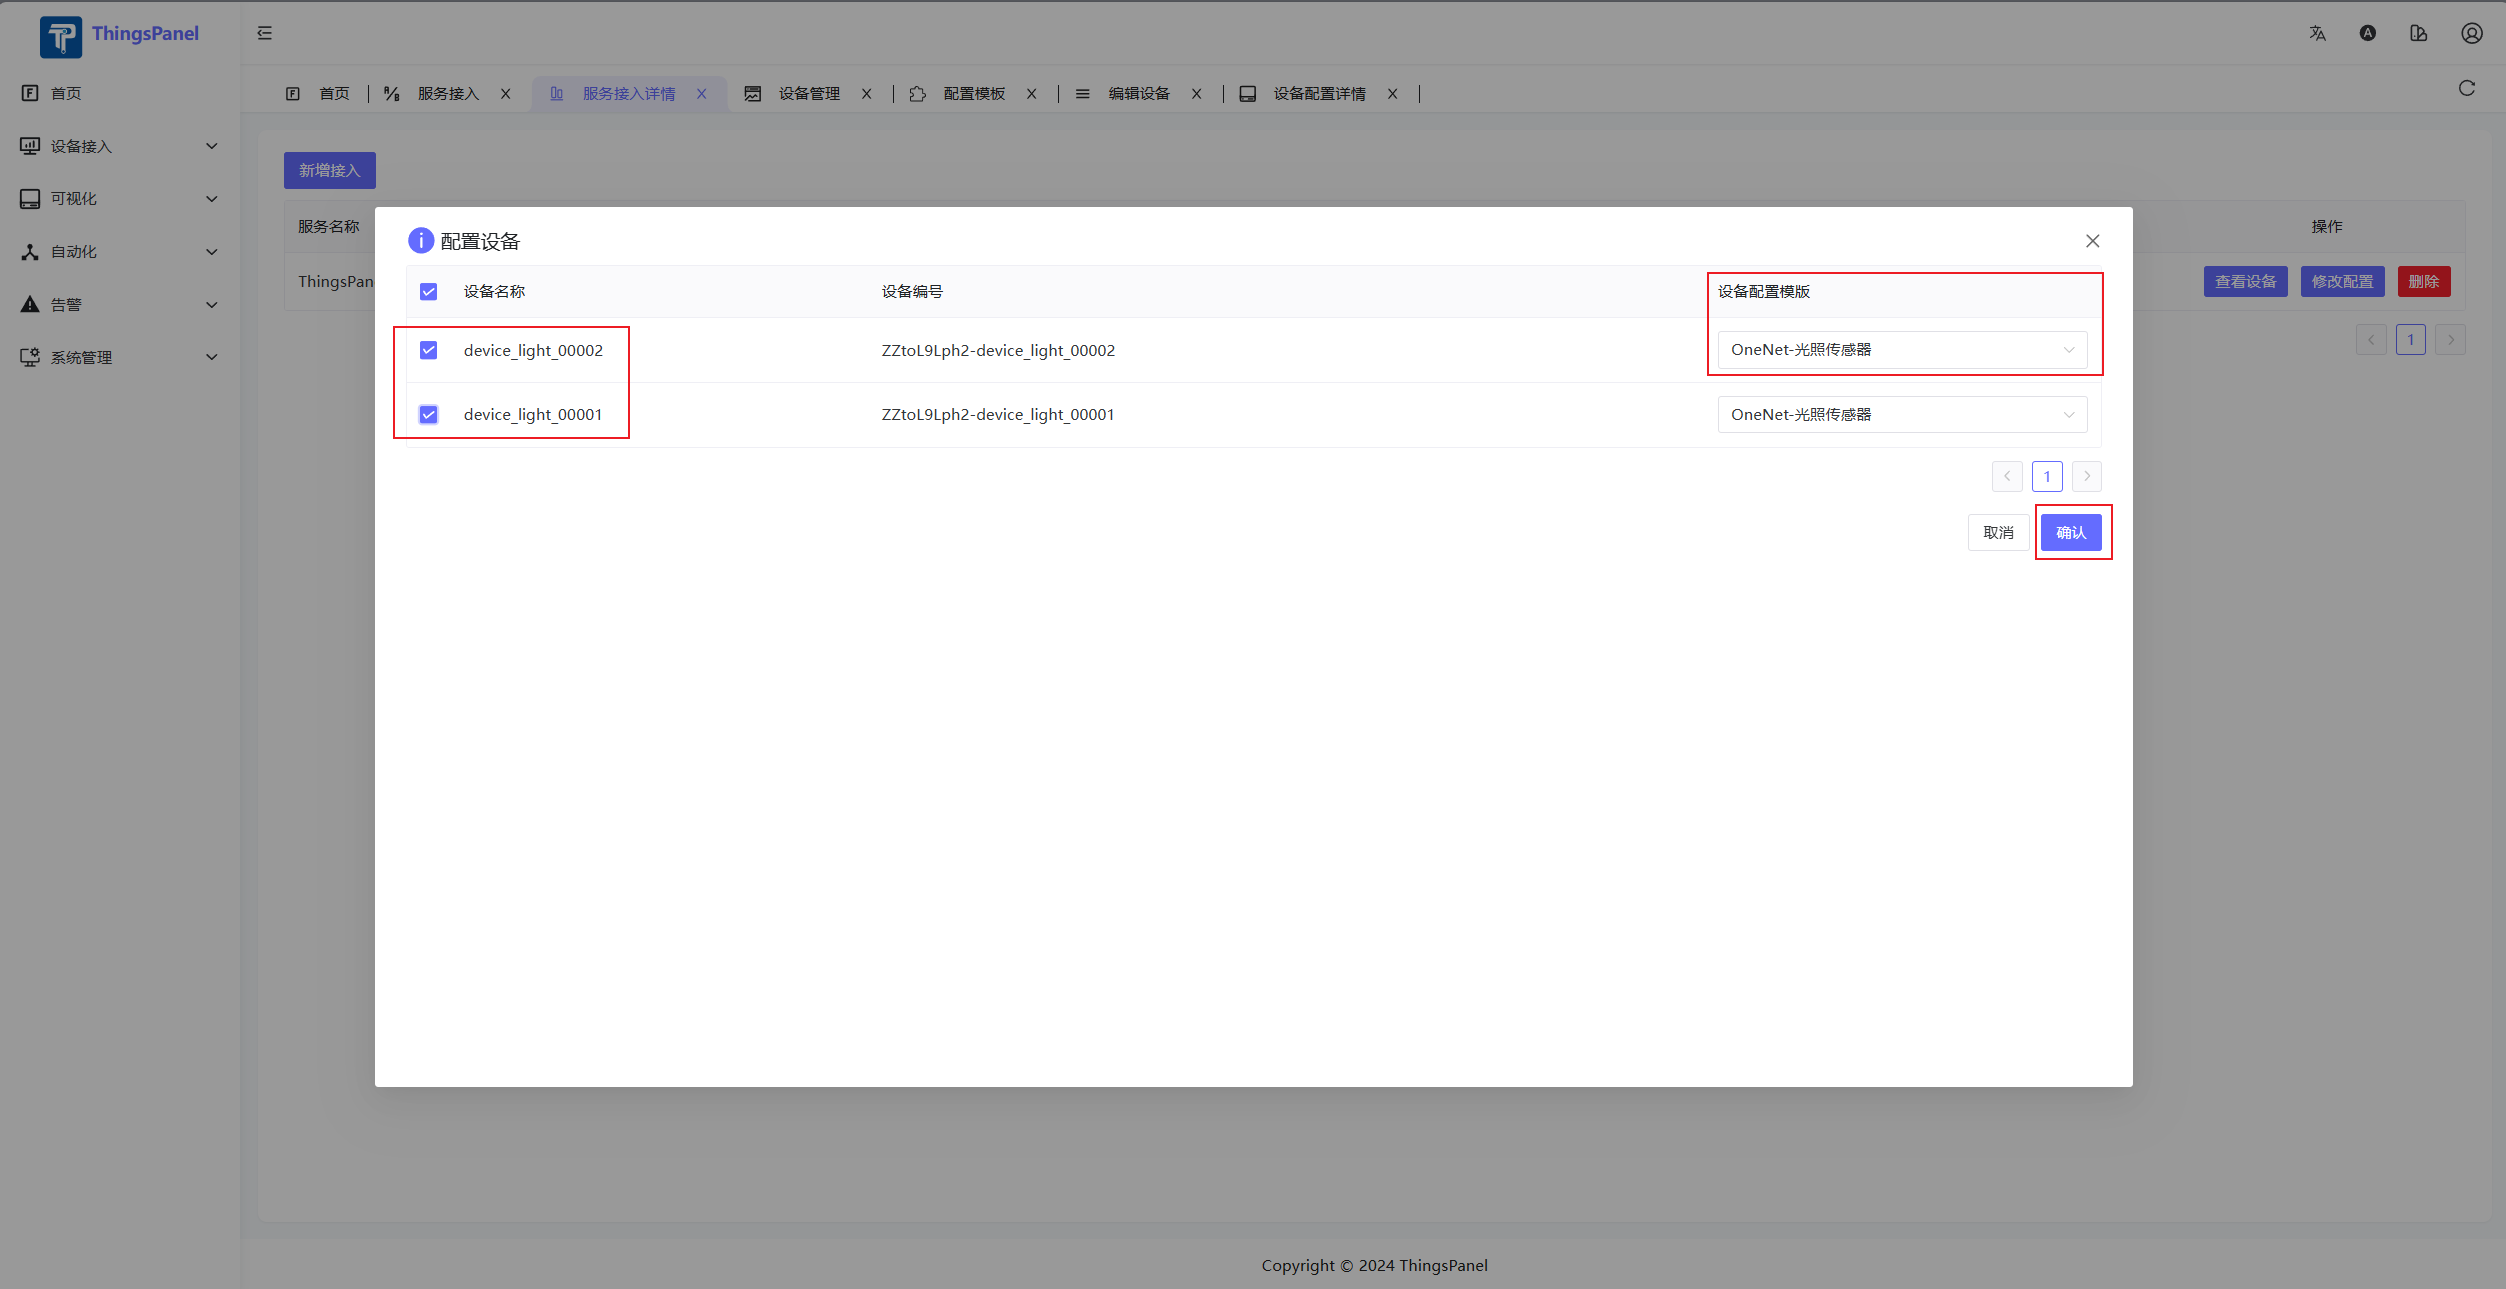 ThingsPanel
首页
设备接入
可视化
自动化
告警
系统管理
首页 服务接入 服务接入详情 设备管理 配置模板 编辑设备 设备配置详情
新增接入
服务名称 操作
ThingsPan 查看设备 修改配置 删除
1
配置设备
设备名称 设备编号 设备配置模版
device_light_00002 ZZtoL9Lph2-device_light_00002 OneNet-光照传感器
device_light_00001 ZZtoL9Lph2-device_light_00001 OneNet-光照传感器
1
取消 确认
Copyright © 2024 ThingsPanel